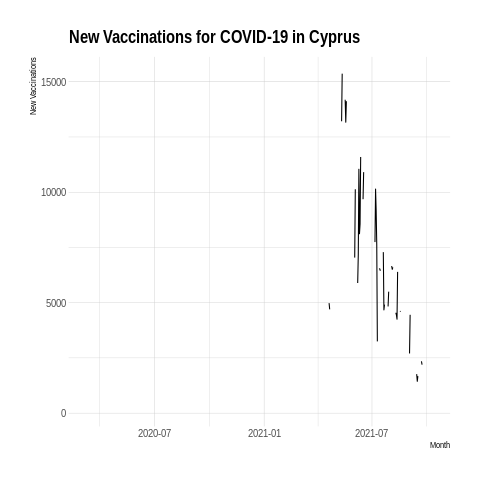 New Vaccinations for COVID-19 in Cyprus
New Vaccinations
15000
10000
5000
0
2020-07 2021-01 2021-07
Month